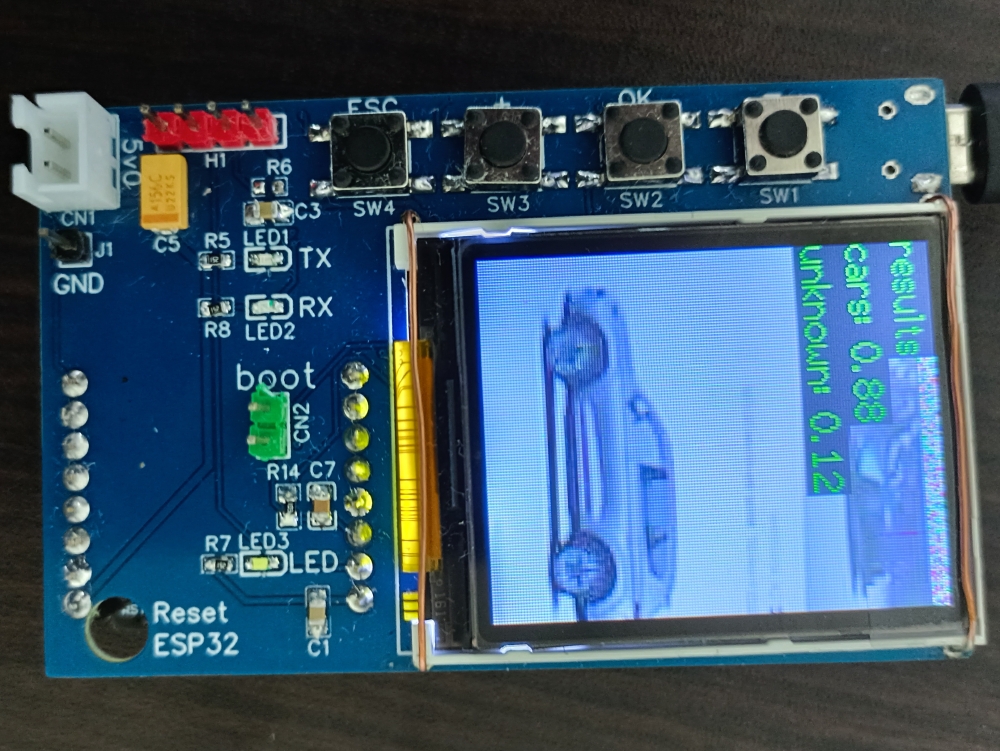 results
cars: 0.88
unknown: 0.12
SW1
OK
SW2
+
SW3
ESC
SW4
R6
C3
LED1
TX
RX
LED2
R5
R8
boot
CN2
C7
R14
LED
LED3
R7
C1
H1
A156C
C5
5v0
CN1
J1
GND
Reset
ESP32